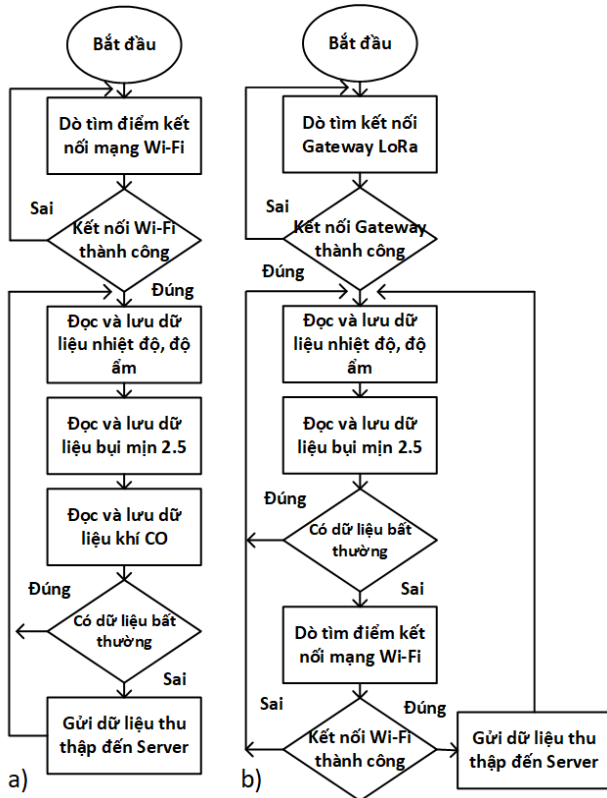 Bắt đầu
Dò tìm điểm kết
nối mạng Wi-Fi
Sai
Kết nối Wi-Fi
thành công
Đúng
Đọc và lưu dữ
liệu nhiệt độ, độ
ẩm
Đọc và lưu dữ
liệu bụi mịn 2.5
Đọc và lưu dữ
liệu khí CO
Đúng
Có dữ liệu bất
thường
Sai
Gửi dữ liệu thu
thập đến Server
a)
Bắt đầu
Dò tìm kết nối
Gateway LoRa
Sai
Kết nối Gateway
thành công
Đúng
Đọc và lưu dữ
liệu nhiệt độ, độ
ẩm
Đọc và lưu dữ
liệu bụi mịn 2.5
Đúng
Có dữ liệu bất
thường
Sai
Dò tìm điểm kết
nối mạng Wi-Fi
Sai
Đúng
Kết nối Wi-Fi
thành công
Gửi dữ liệu thu
thập đến Server
b)